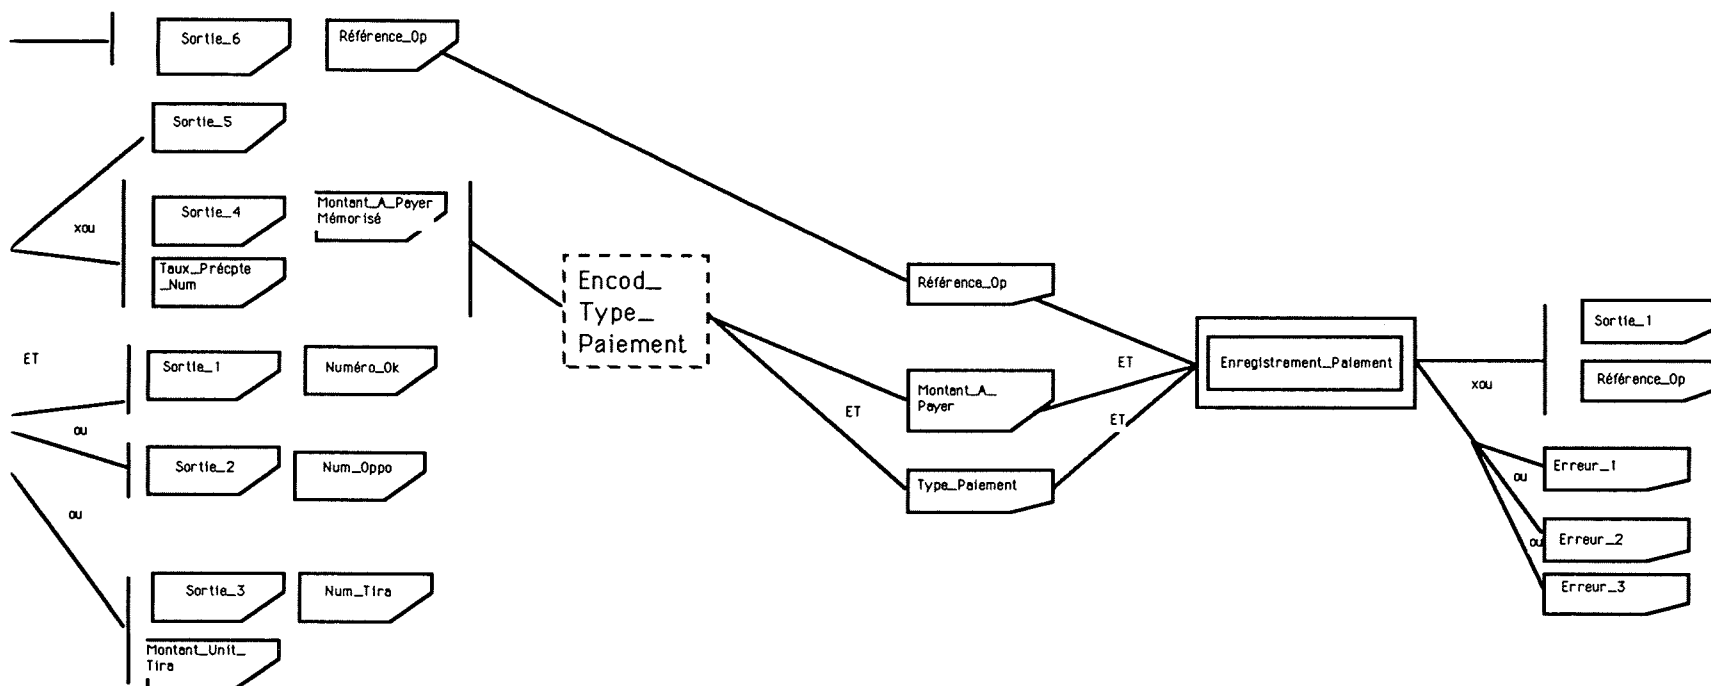 Sortie_6
Référence_Op
Sortie_5
xou
Sortie_4
Montant_A_Payer
Mémorisé
Taux_Précpte
_Num
Encod_
Type_
Paiement
ET
Sortie_1
Numéro_Ok
ou
Sortie_2
Num_Oppo
ou
Sortie_3
Num_Tira
Montant_Unit_
Tira
Référence_Op
ET
Montant_A_
Payer
ET
ET
Type_Paiement
Enregistrement_Paiement
xou
Sortie_1
Référence_Op
Erreur_1
ou
Erreur_2
ou
Erreur_3